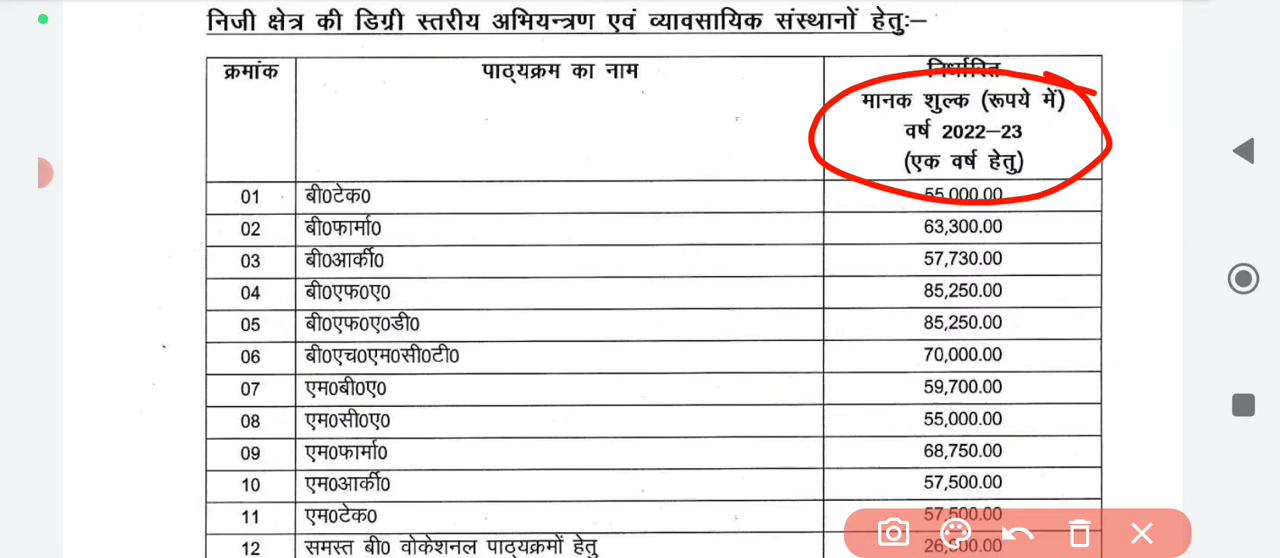 निजी क्षेत्र की डिग्री स्तरीय अभियन्त्रण एवं व्यावसायिक संस्थानों हेतुः–
क्रमांक पाठ्यक्रम का नाम निर्धारित
मानक शुल्क (रूपये में)
वर्ष 2022–23
(एक वर्ष हेतु)
01 बी0टेक0 55,000.00
02 बी0फार्मा0 63,300.00
03 बी0आर्की0 57,730.00
04 बी0एफ0ए0 85,250.00
05 बी0एफ0ए0डी0 85,250.00
06 बी0एच0एम0सी0टी0 70,000.00
07 एम0बी0ए0 59,700.00
08 एम0सी0ए0 55,000.00
09 एम0फार्मा0 68,750.00
10 एम0आर्की0 57,500.00
11 एम0टेक0 57,500.00
12 समस्त बी0 वोकेशनल पाठ्यक्रमों हेतु